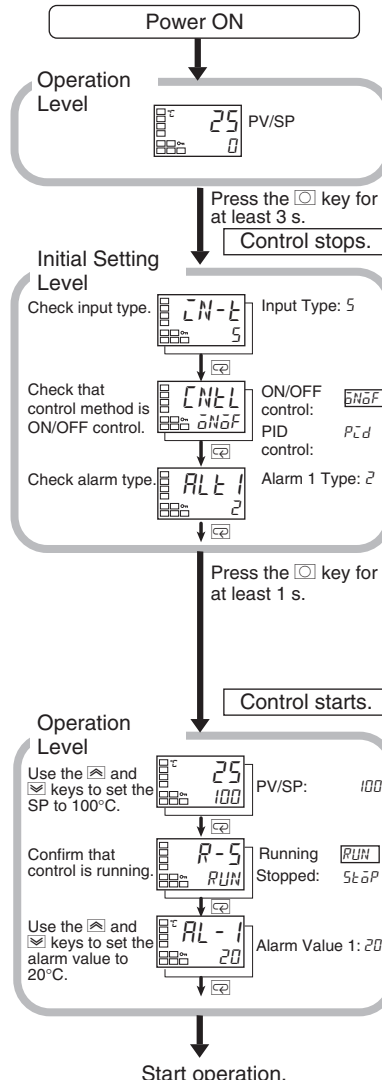 Power ON
Operation
Level
25
0
PV/SP
Press the key for
at least 3 s.
Control stops.
Initial Setting
Level
Check input type.
IN-t
5
Input Type: 5
Check that
control method is
ON/OFF control.
CNtL
oNoF
ON/OFF
control:
oNoF
PID
control:
Pid
Check alarm type.
ALt1
2
Alarm 1 Type: 2
Press the key for
at least 1 s.
Control starts.
Operation
Level
Use the and
keys to set the
SP to 100°C.
25
100
PV/SP: 100
Confirm that
control is running.
R-S
RUN
Running RUN
Stopped: StoP
Use the and
keys to set the
alarm value to
20°C.
AL-1
20
Alarm Value 1: 20
Start operation.